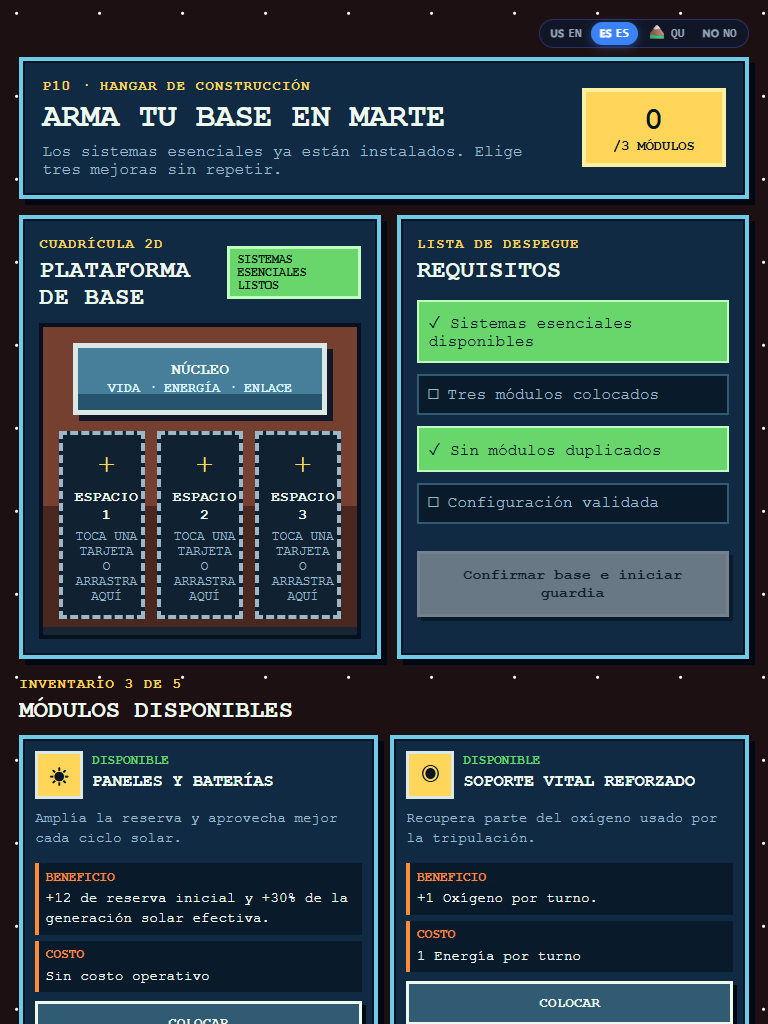 US EN ES ES QU NO NO
P10 · HANGAR DE CONSTRUCCIÓN
ARMA TU BASE EN MARTE
Los sistemas esenciales ya están instalados. Elige
tres mejoras sin repetir.
0
/3 MÓDULOS
CUADRÍCULA 2D
PLATAFORMA
DE BASE
SISTEMAS
ESENCIALES
LISTOS
NÚCLEO
VIDA · ENERGÍA · ENLACE
+
ESPACIO
1
TOCA UNA
TARJETA
O
ARRASTRA
AQUÍ
+
ESPACIO
2
TOCA UNA
TARJETA
O
ARRASTRA
AQUÍ
+
ESPACIO
3
TOCA UNA
TARJETA
O
ARRASTRA
AQUÍ
LISTA DE DESPEGUE
REQUISITOS
✓ Sistemas esenciales
disponibles
□ Tres módulos colocados
✓ Sin módulos duplicados
□ Configuración validada
Confirmar base e iniciar
guardia
INVENTARIO 3 DE 5
MÓDULOS DISPONIBLES
DISPONIBLE
PANELES Y BATERÍAS
Amplía la reserva y aprovecha mejor
cada ciclo solar.
BENEFICIO
+12 de reserva inicial y +30% de la
generación solar efectiva.
COSTO
Sin costo operativo
COLOCAR
DISPONIBLE
SOPORTE VITAL REFORZADO
Recupera parte del oxígeno usado por
la tripulación.
BENEFICIO
+1 Oxígeno por turno.
COSTO
1 Energía por turno
COLOCAR